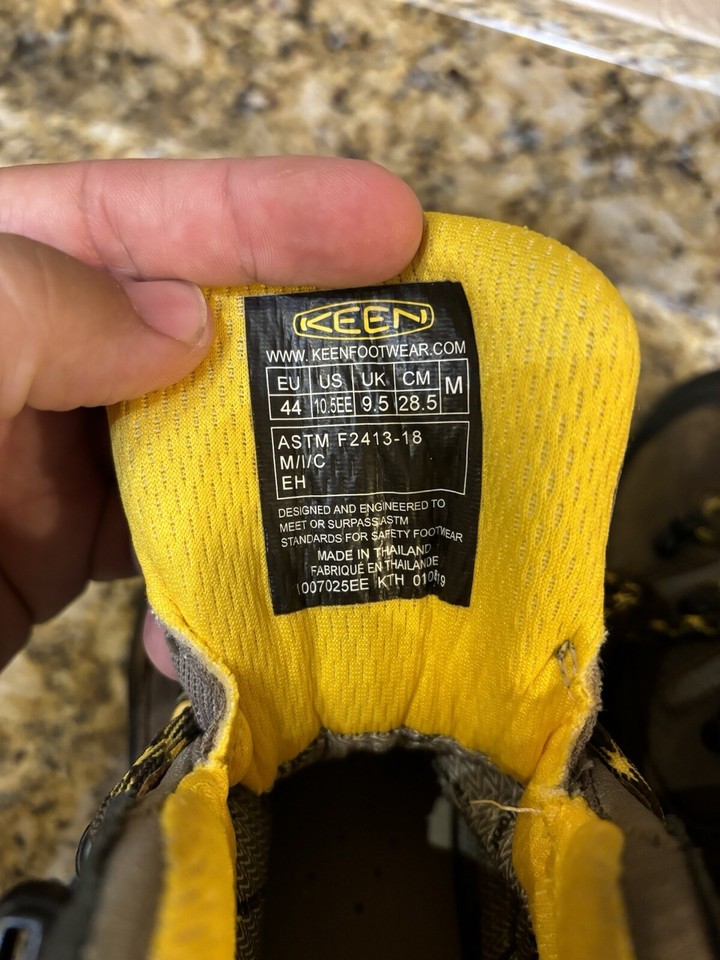 KEEN
WWW.KEENFOOTWEAR.COM
EU US UK CM M
44 10.5EE 9.5 28.5
ASTM F2413-18
M/I/C
EH
DESIGNED AND ENGINEERED TO
MEET OR SURPASS ASTM
STANDARDS FOR SAFETY FOOTWEAR
MADE IN THAILAND
FABRIQUÉ EN THAÏLANDE
1007025EE KTH